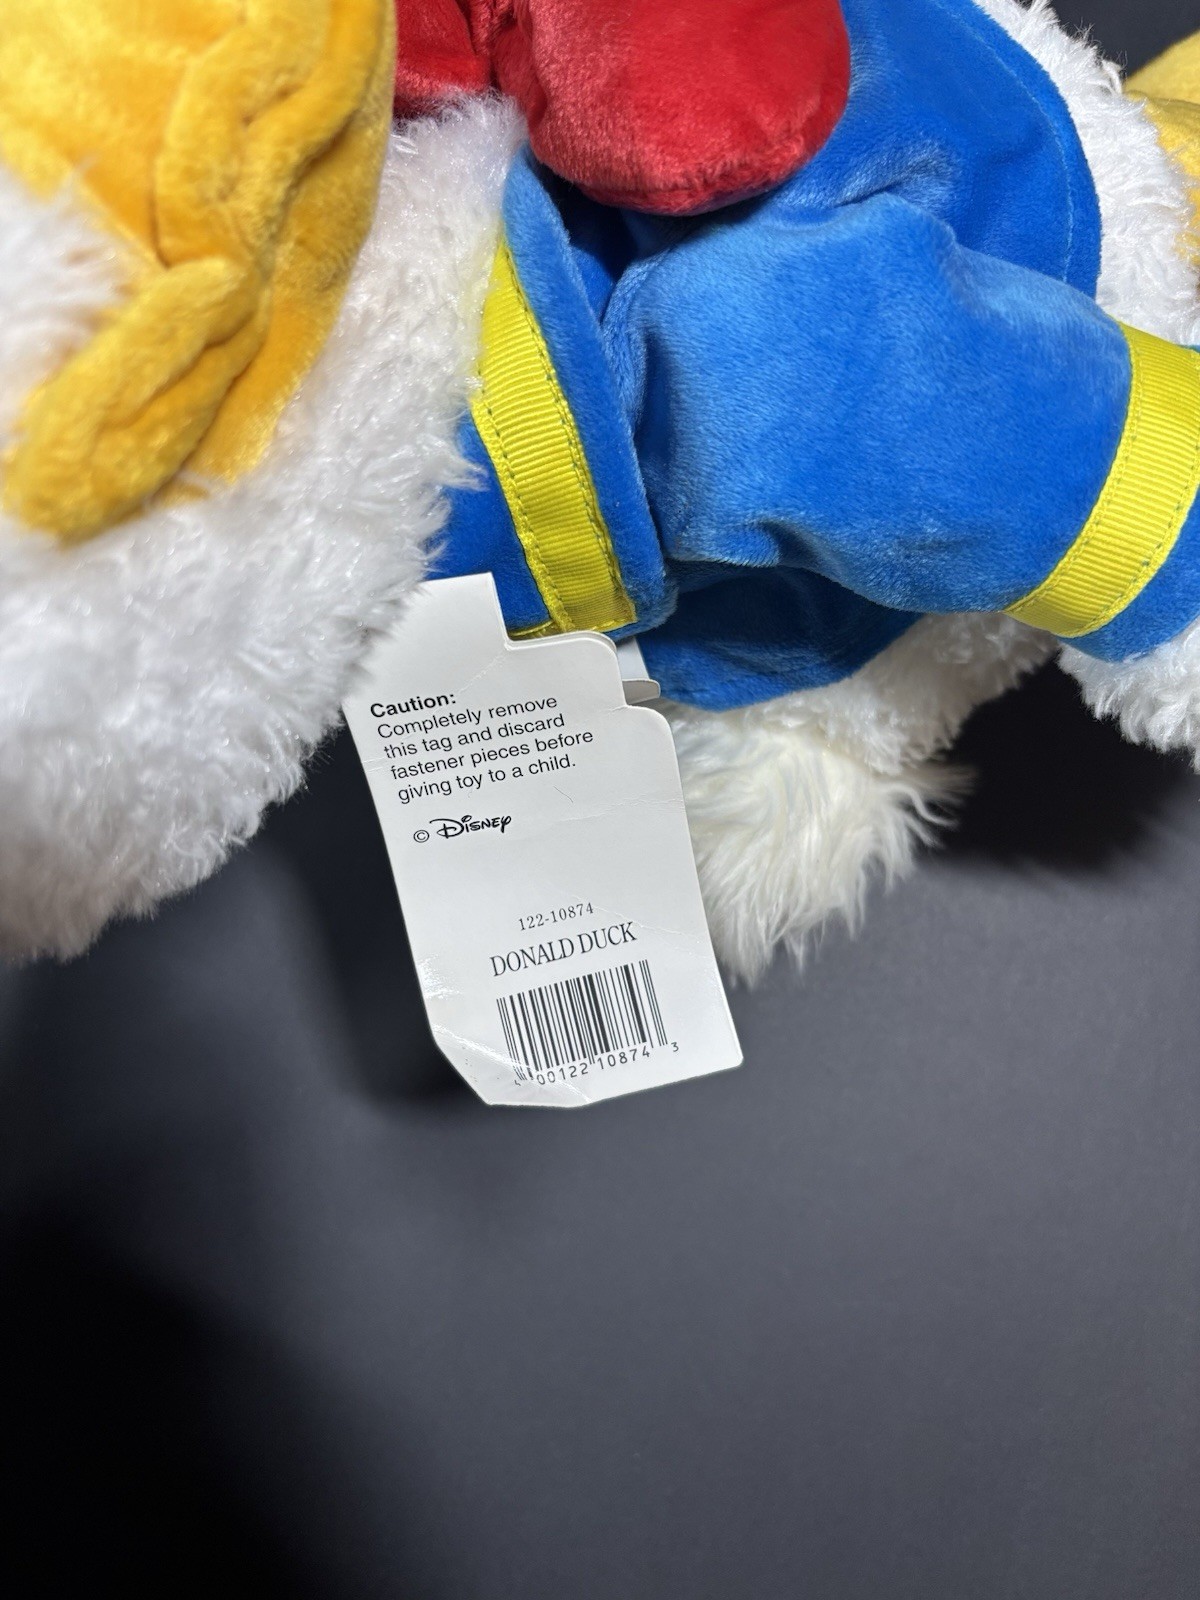 Caution:
Completely remove
this tag and discard
fastener pieces before
giving toy to a child.
© Disney
122-10874
DONALD DUCK
4 00122 10874 3